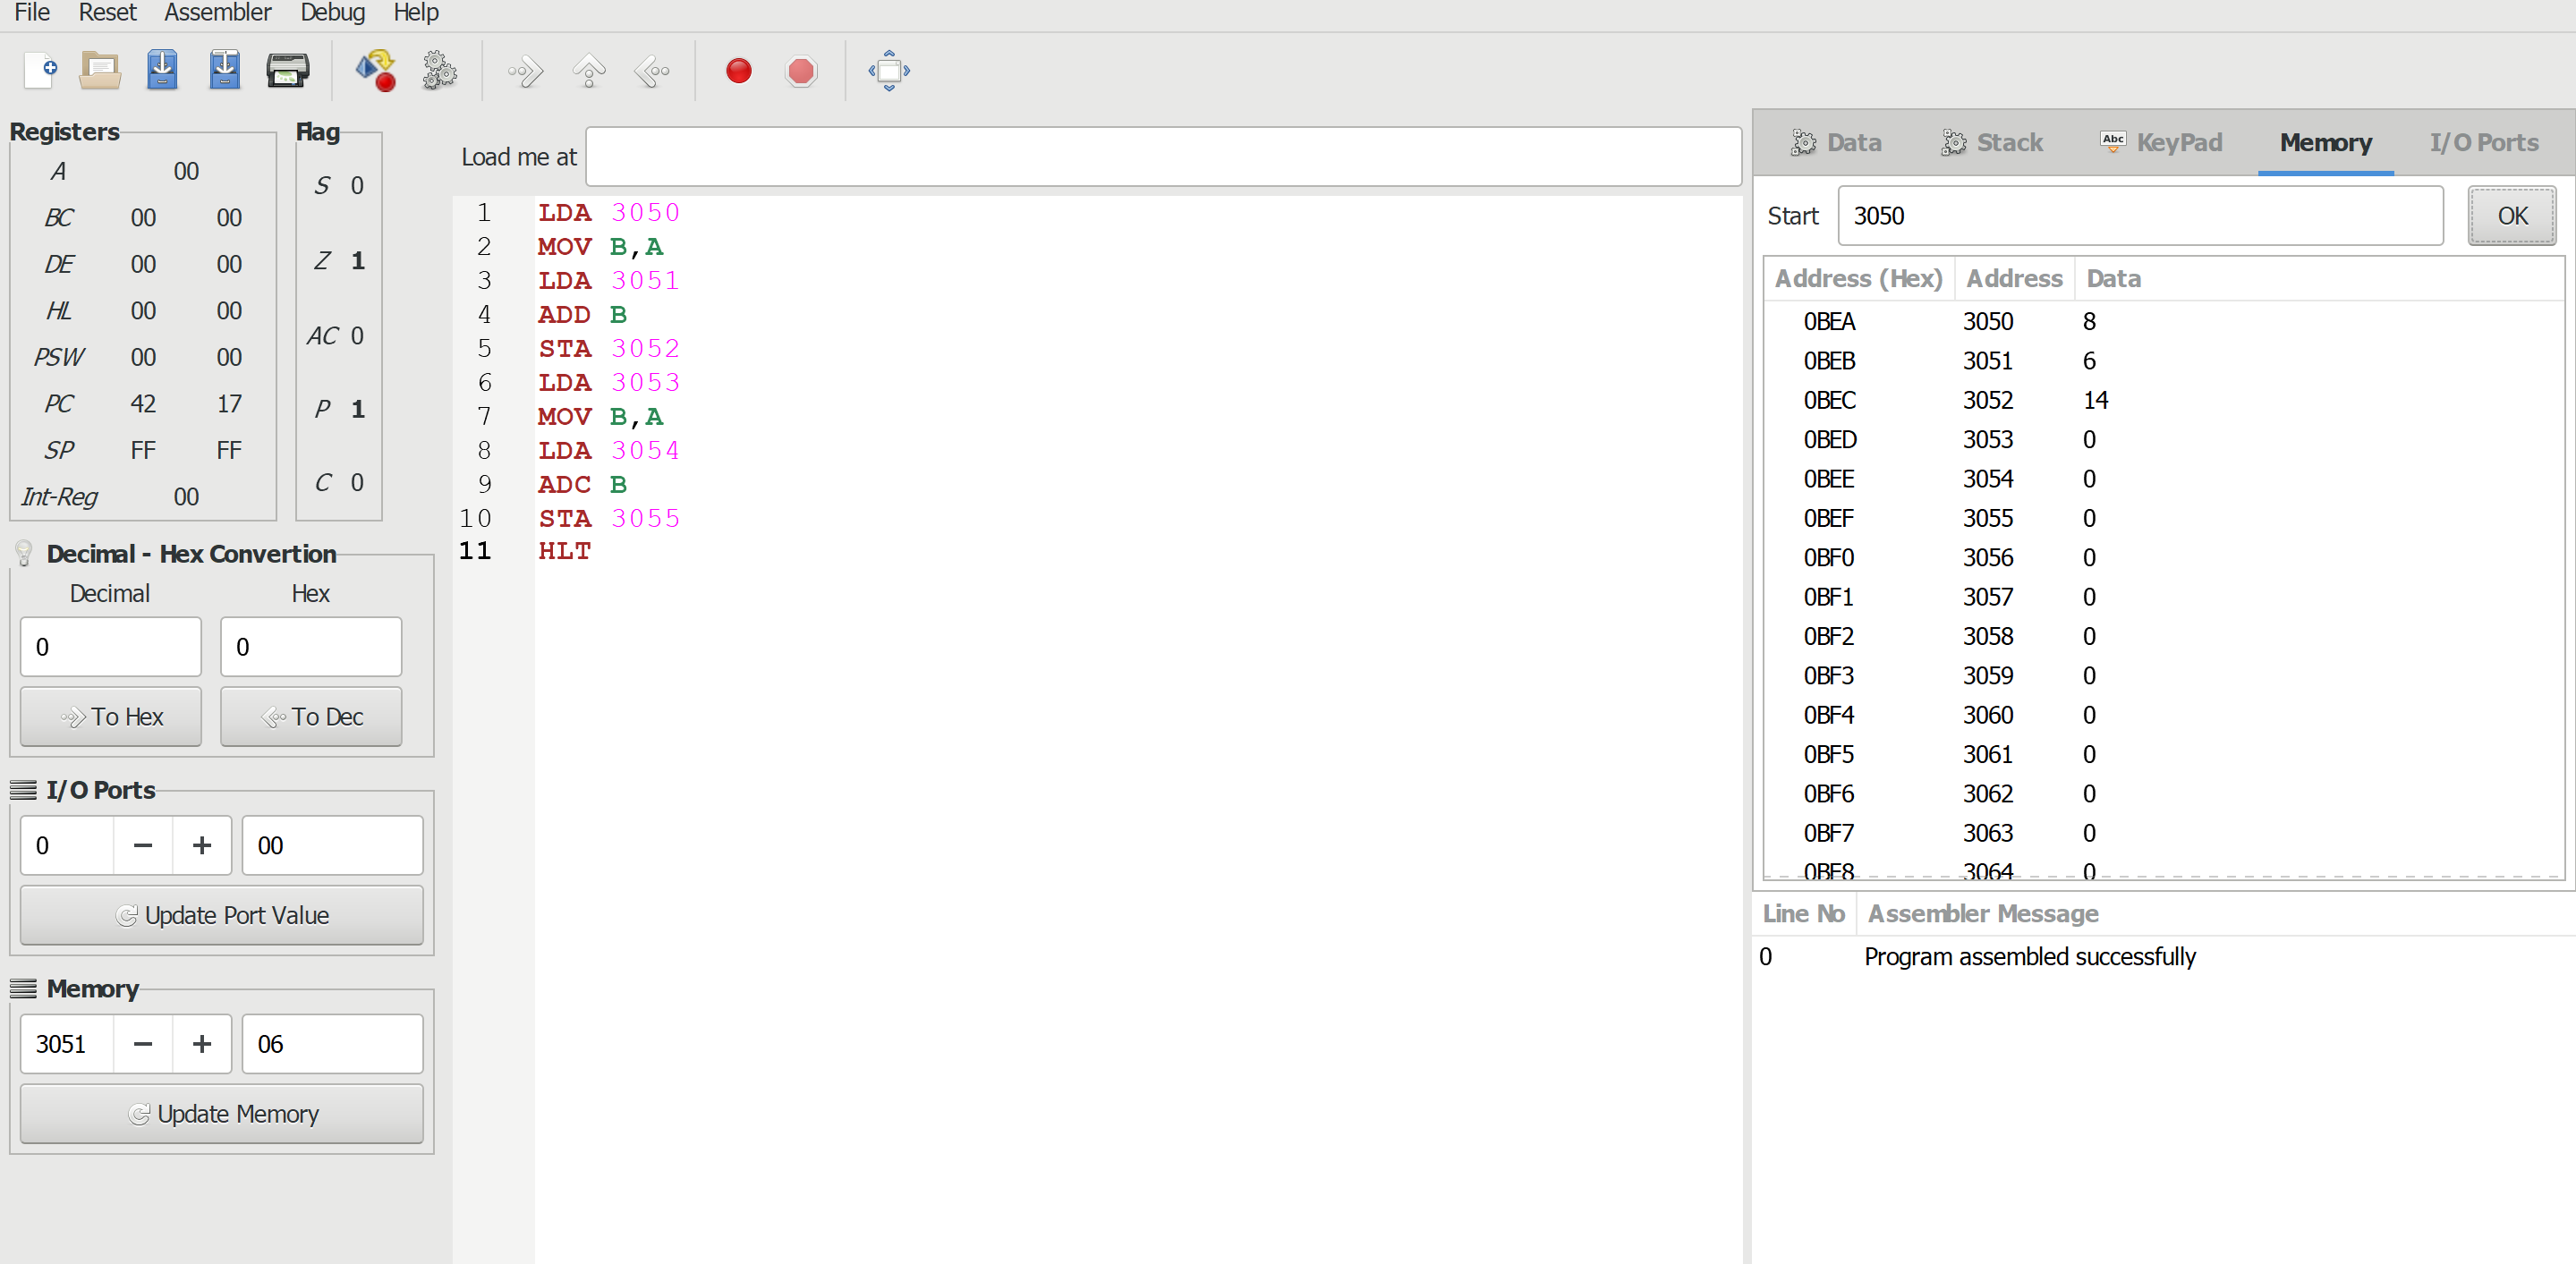 File Reset Assembler Debug Help
Registers
A 00
BC 00 00
DE 00 00
HL 00 00
PSW 00 00
PC 42 17
SP FF FF
Int-Reg 00
Flag
S 0
Z 1
AC 0
P 1
C 0
Decimal - Hex Convertion
Decimal Hex
0 0
To Hex To Dec
I/O Ports
0 − + 00
Update Port Value
Memory
3051 − + 06
Update Memory
Load me at
1 LDA 3050
2 MOV B,A
3 LDA 3051
4 ADD B
5 STA 3052
6 LDA 3053
7 MOV B,A
8 LDA 3054
9 ADC B
10 STA 3055
11 HLT
Data Stack Abc KeyPad Memory I/O Ports
Start 3050 OK
Address (Hex) Address Data
0BEA 3050 8
0BEB 3051 6
0BEC 3052 14
0BED 3053 0
0BEE 3054 0
0BEF 3055 0
0BF0 3056 0
0BF1 3057 0
0BF2 3058 0
0BF3 3059 0
0BF4 3060 0
0BF5 3061 0
0BF6 3062 0
0BF7 3063 0
0BF8 3064 0
Line No Assembler Message
0 Program assembled successfully